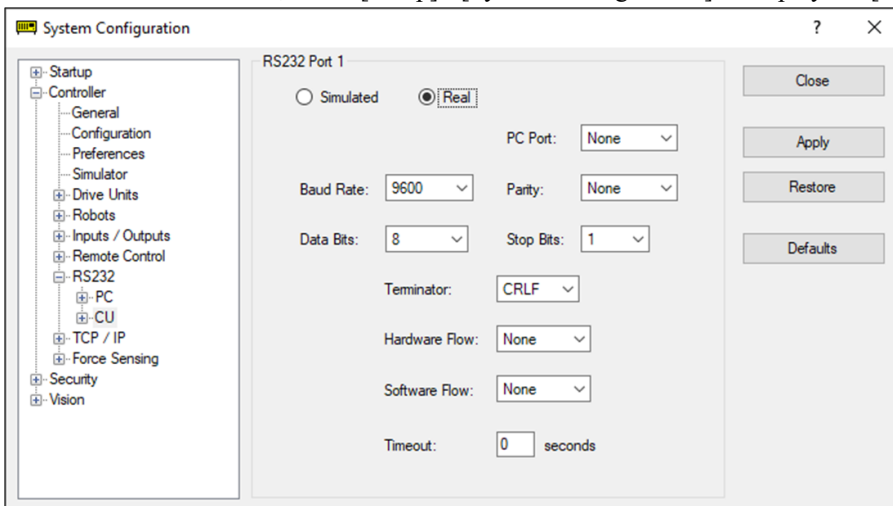 System Configuration
?
Startup
Controller
General
Configuration
Preferences
Simulator
Drive Units
Robots
Inputs / Outputs
Remote Control
RS232
PC
CU
TCP / IP
Force Sensing
Security
Vision
RS232 Port 1
Simulated Real
PC Port: None
Baud Rate: 9600 Parity: None
Data Bits: 8 Stop Bits: 1
Terminator: CRLF
Hardware Flow: None
Software Flow: None
Timeout: 0 seconds
Close
Apply
Restore
Defaults